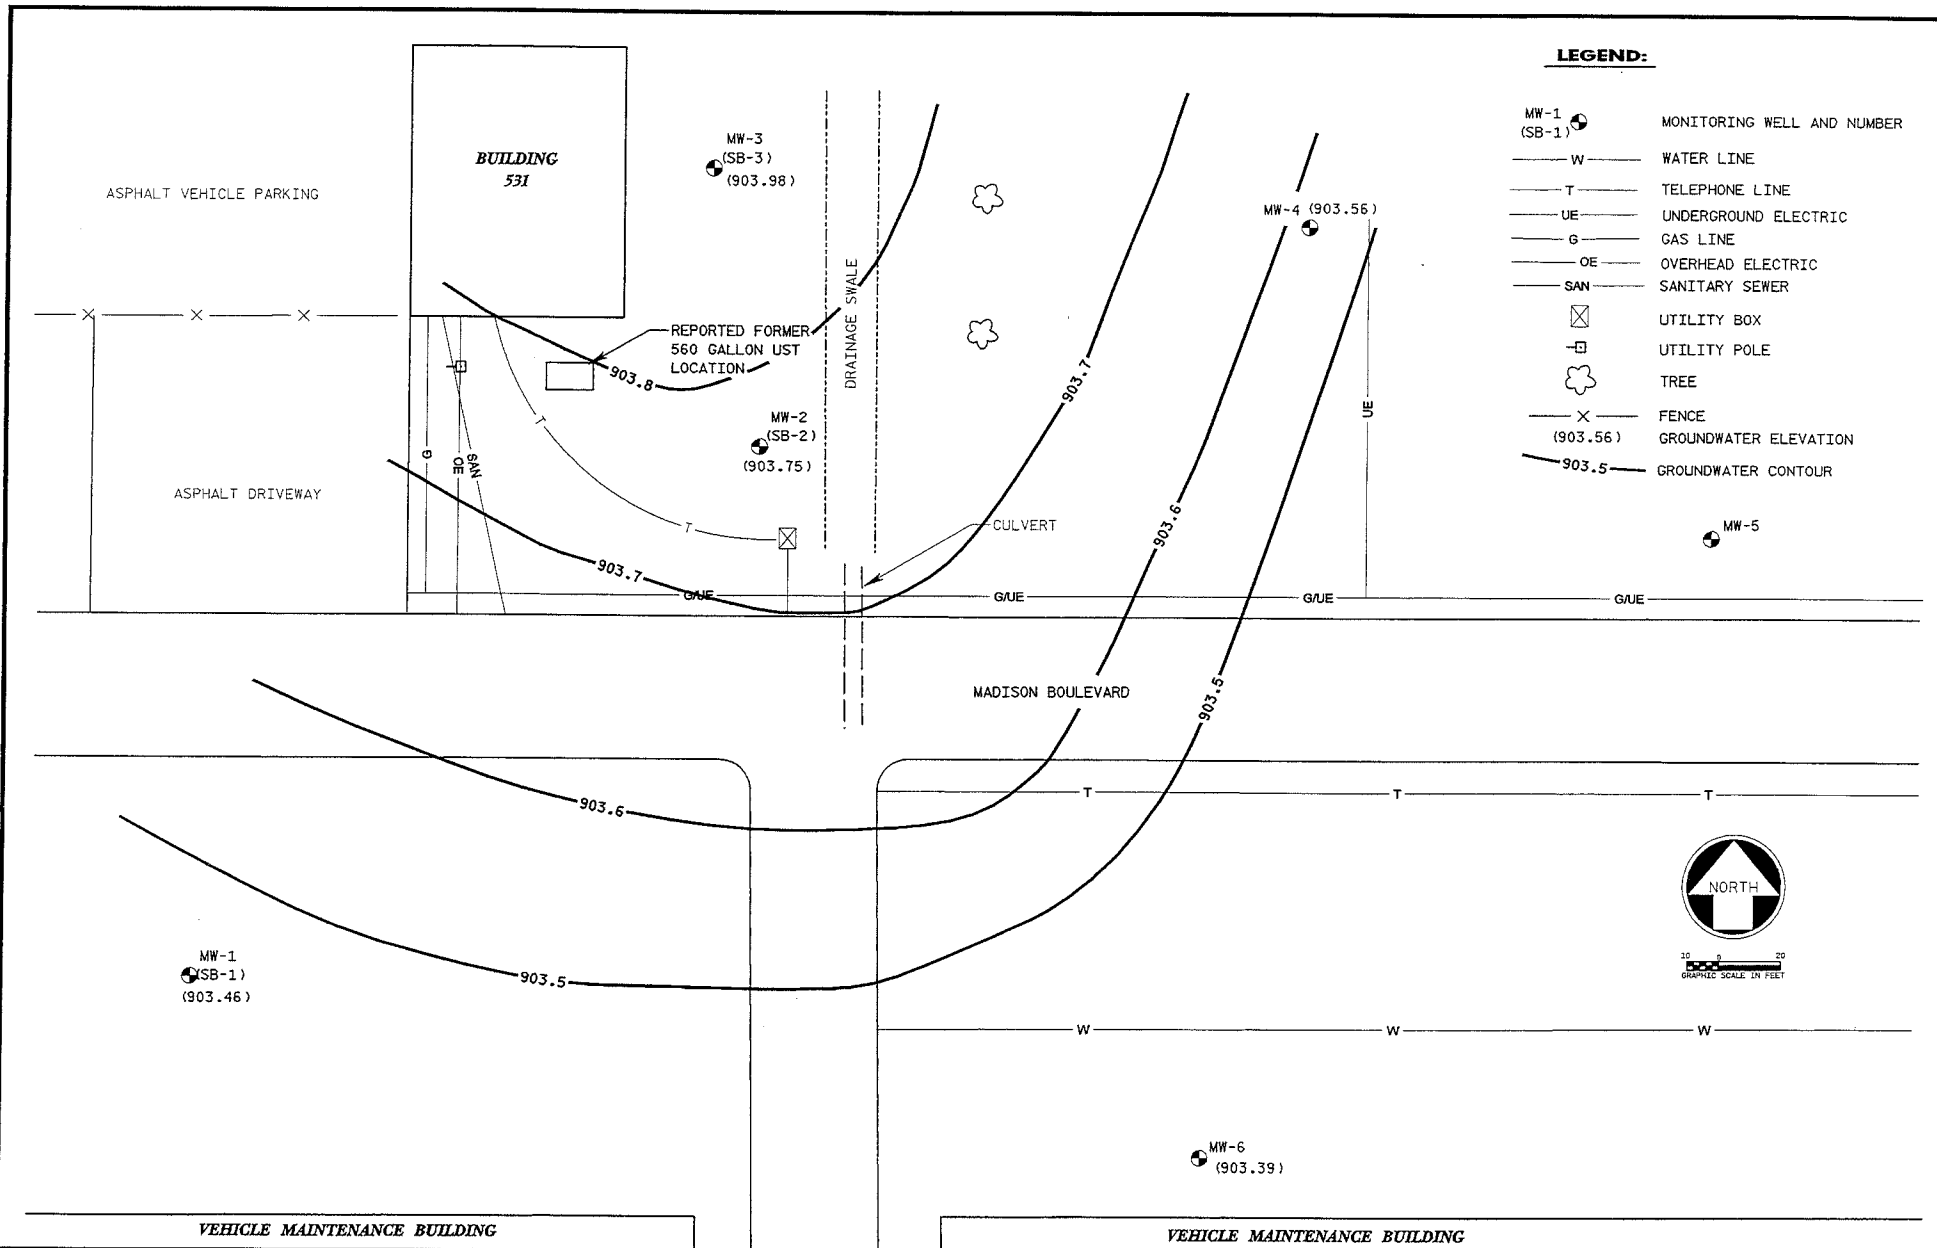 LEGEND:
MW-1
(SB-1)
MONITORING WELL AND NUMBER
W
WATER LINE
T
TELEPHONE LINE
UE
UNDERGROUND ELECTRIC
G
GAS LINE
OE
OVERHEAD ELECTRIC
SAN
SANITARY SEWER
UTILITY BOX
UTILITY POLE
TREE
X
FENCE
(903.56)
GROUNDWATER ELEVATION
903.5
GROUNDWATER CONTOUR
BUILDING
531
ASPHALT VEHICLE PARKING
MW-3
(SB-3)
(903.98)
MW-4 (903.56)
X
X
X
REPORTED FORMER
560 GALLON UST
LOCATION
903.8
DRAINAGE SWALE
903.7
MW-2
(SB-2)
(903.75)
T
G
OE
SAN
UE
ASPHALT DRIVEWAY
T
CULVERT
903.6
MW-5
903.7
G/UE
G/UE
G/UE
G/UE
MADISON BOULEVARD
903.5
903.6
T
T
T
NORTH
MW-1
(SB-1)
(903.46)
903.5
10 0 20
GRAPHIC SCALE IN FEET
W
W
W
MW-6
(903.39)
VEHICLE MAINTENANCE BUILDING
VEHICLE MAINTENANCE BUILDING